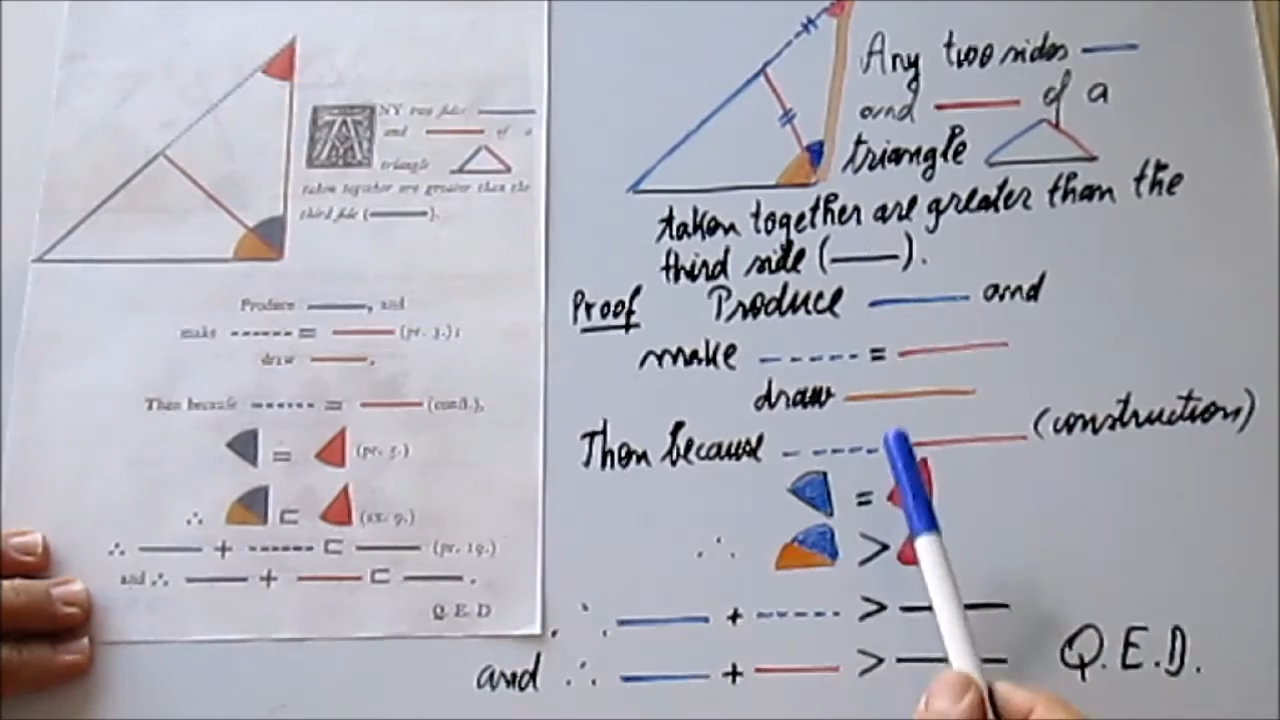 ANY two sides
and of a
triangle
taken together are greater than the
third side ( ).
Produce , and
make = (pr. 3.);
draw .
Then because = (conſt.),
= (pr. 5.)
∴ ⊏ (ax. 9.)
∴ + ⊏ (pr. 19.)
and ∴ + ⊏ .
Q. E. D
Any two sides
and of a
triangle
taken together are greater than the
third side ( ).
Proof Produce and
make =
draw
Then because (construction)
=
∴ >
∴ + >
and ∴ + > Q.E.D.